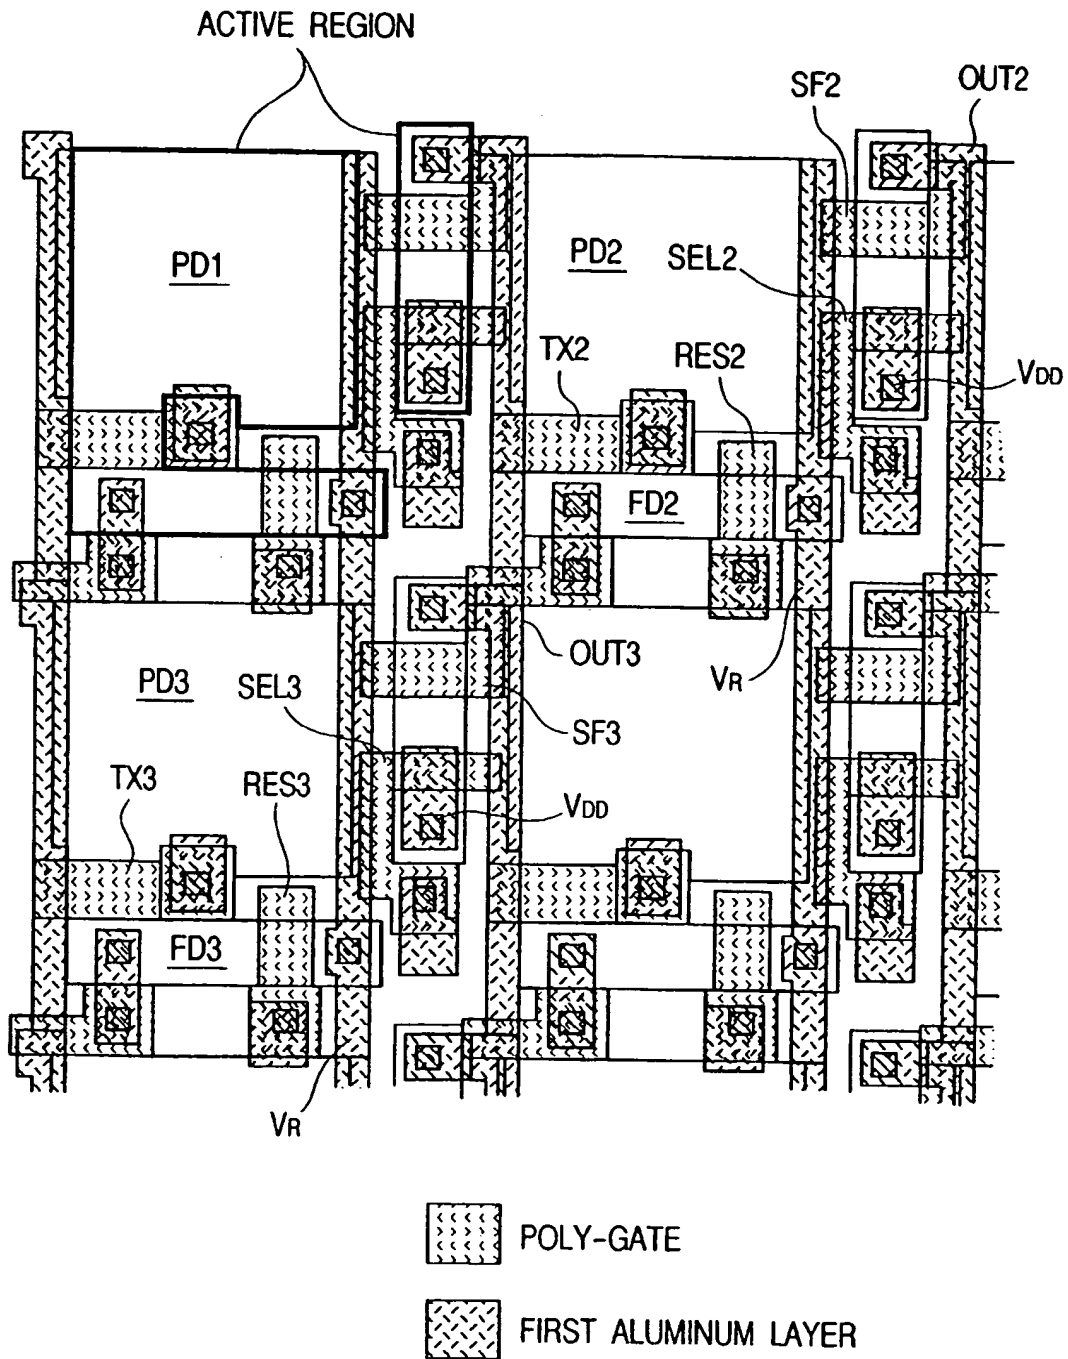 ACTIVE REGION
SF2
OUT2
PD1
PD2
SEL2
TX2
RES2
VDD
FD2
OUT3
VR
PD3
SEL3
SF3
TX3
RES3
VDD
FD3
VR
POLY-GATE
FIRST ALUMINUM LAYER